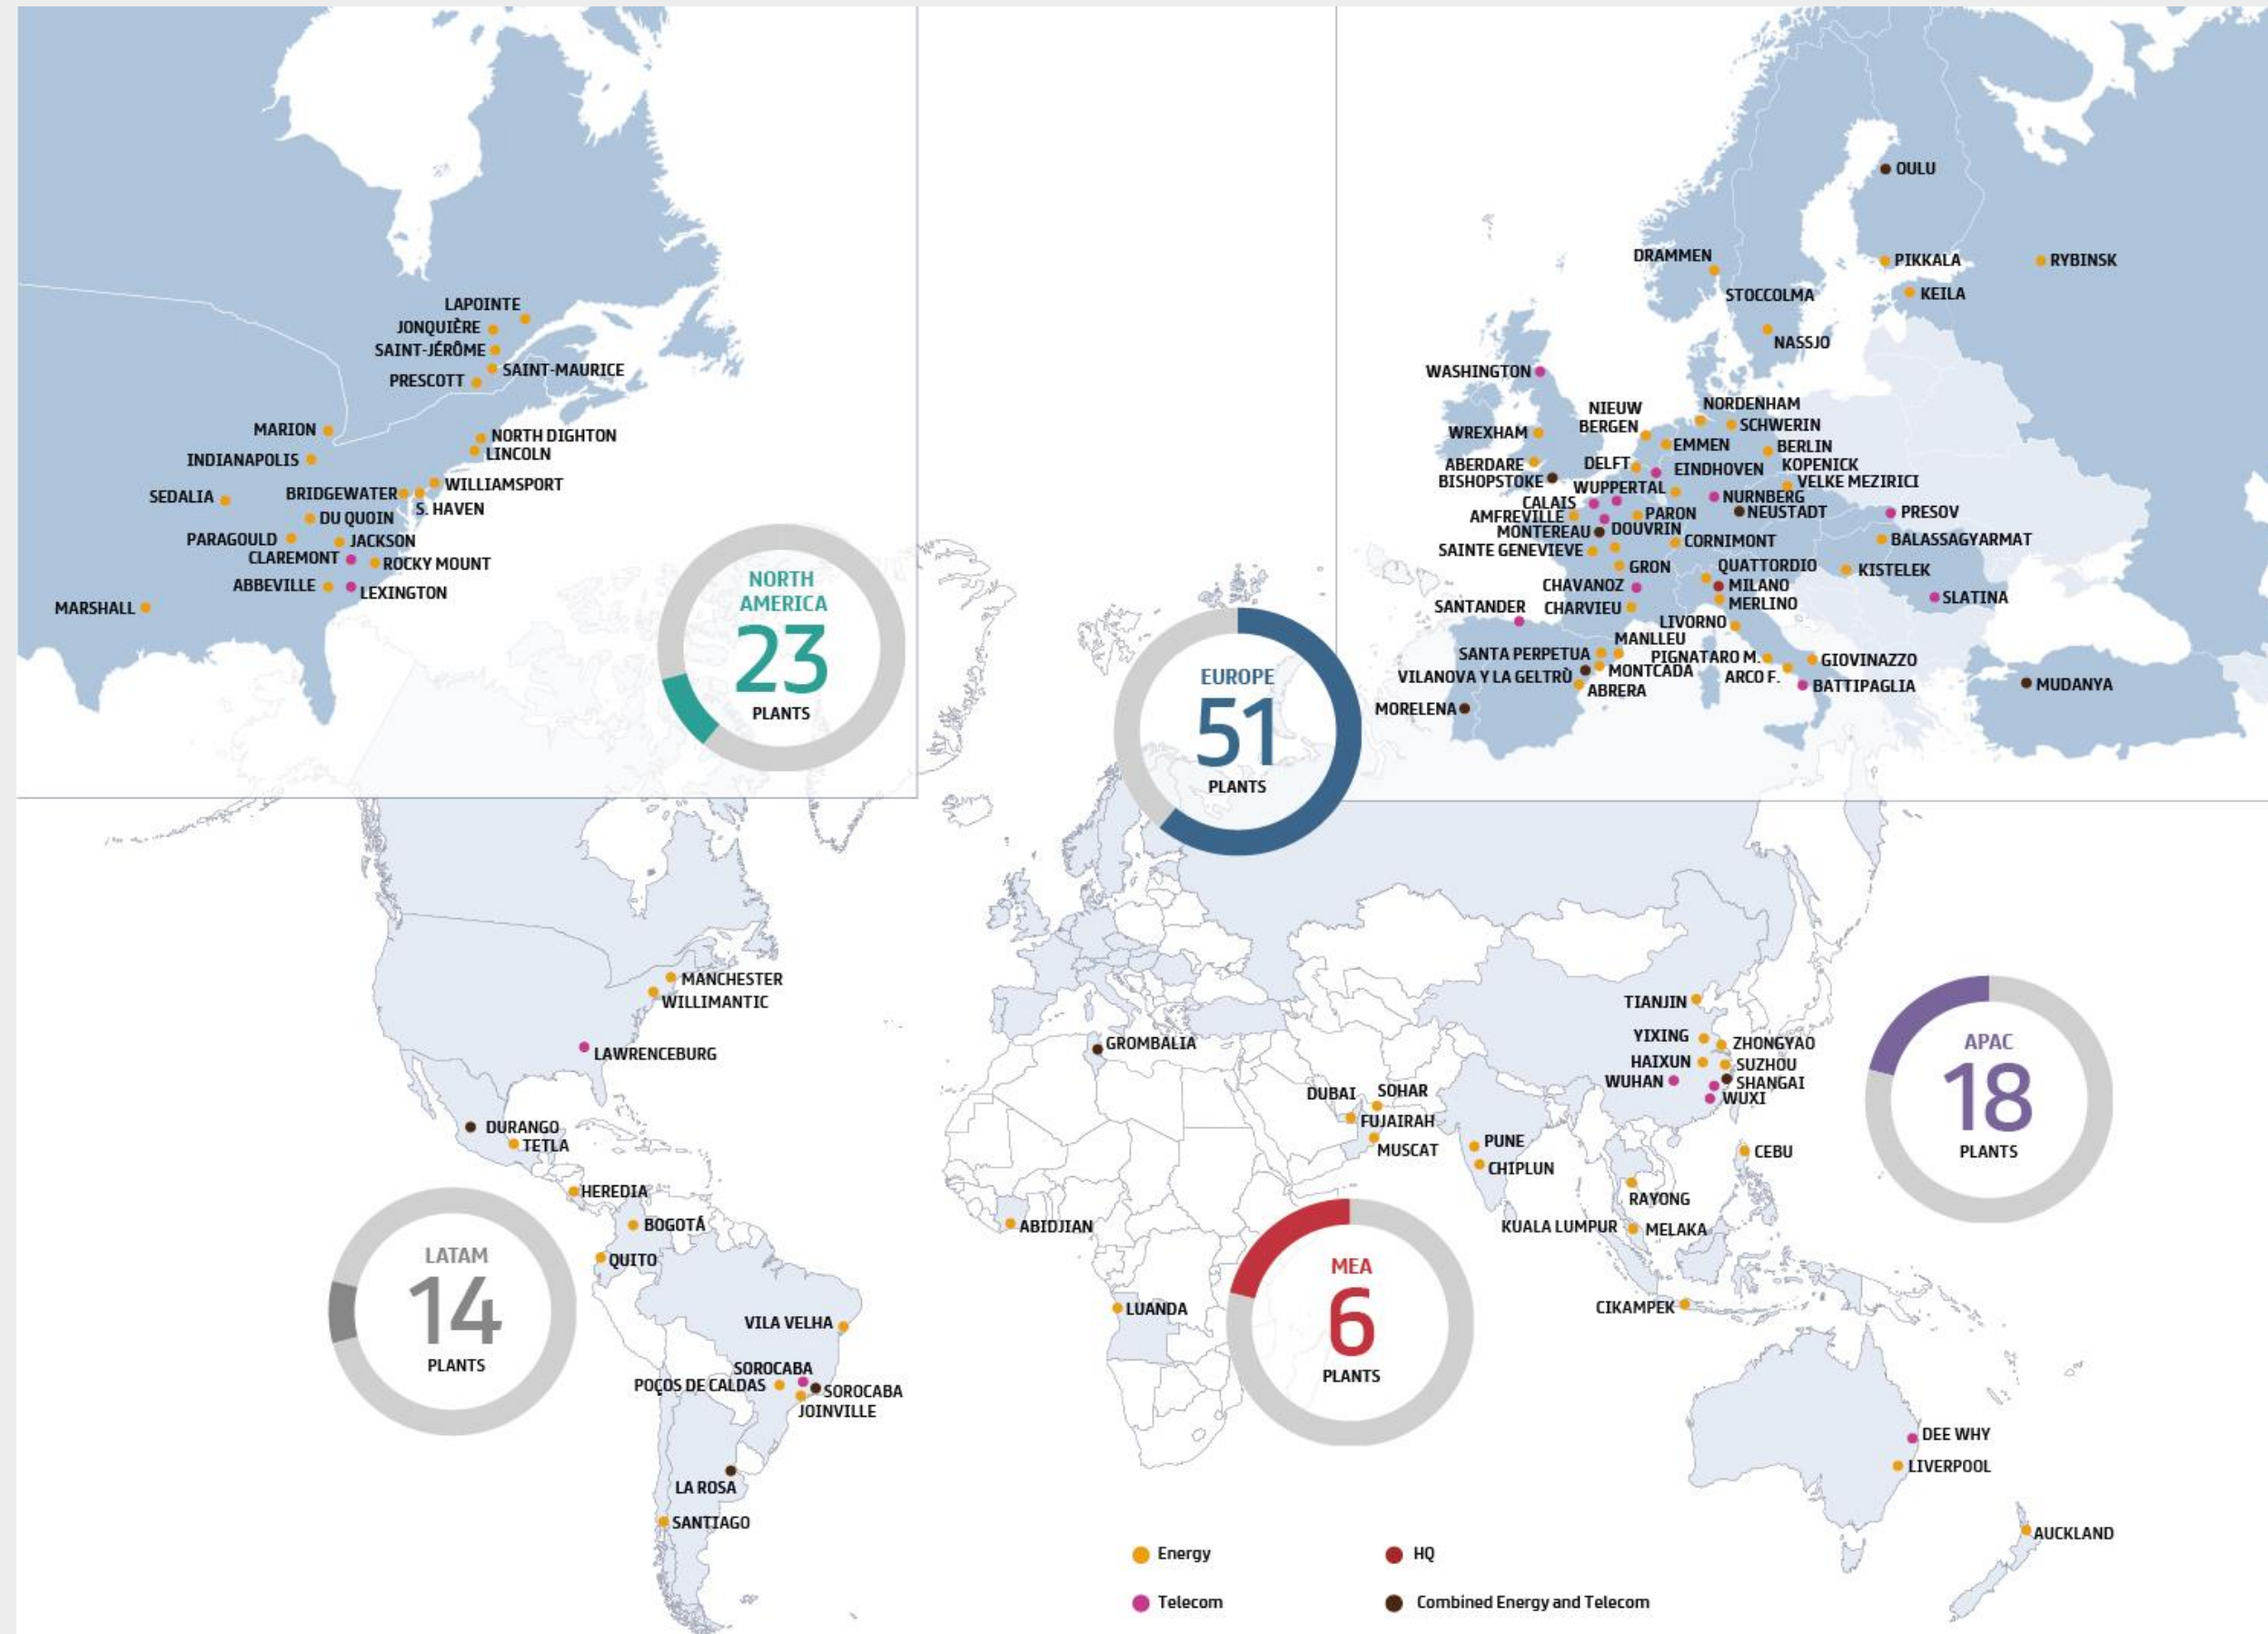 LAPOINTE
JONQUIÈRE
SAINT-JÉRÔME
SAINT-MAURICE
PRESCOTT
MARION
NORTH DIGHTON
INDIANAPOLIS
LINCOLN
SEDALIA
BRIDGEWATER
WILLIAMSPORT
S. HAVEN
DU QUOIN
PARAGOULD
JACKSON
CLAREMONT
ROCKY MOUNT
ABBEVILLE
LEXINGTON
MARSHALL
NORTH
AMERICA
23
PLANTS
OULU
DRAMMEN
PIKKALA
RYBINSK
STOCCOLMA
KEILA
NASSJO
WASHINGTON
NIEUW
BERGEN
NORDENHAM
SCHWERIN
WREXHAM
EMMEN
BERLIN
KOPENICK
ABERDARE
DELFT
EINDHOVEN
VELKE MEZIRICI
BISHOPSTOKE
WUPPERTAL
NURNBERG
CALAIS
NEUSTADT
PRESOV
AMFREVILLE
PARON
MONTEREAU
DOUVRIN
CORNIMONT
BALASSAGYARMAT
SAINTE GENEVIEVE
GRON
QUATTORDIO
KISTELEK
CHAVANOZ
MILANO
SANTANDER
CHARVIEU
MERLINO
SLATINA
LIVORNO
MANLLEU
SANTA PERPETUA
PIGNATARO M.
GIOVINAZZO
VILANOVA Y LA GELTRÙ
MONTCADA
ARCO F.
BATTIPAGLIA
ABRERA
MUDANYA
MORELENA
EUROPE
51
PLANTS
MANCHESTER
WILLIMANTIC
LAWRENCEBURG
DURANGO
TETLA
HEREDIA
BOGOTÁ
QUITO
LATAM
14
PLANTS
VILA VELHA
SOROCABA
POÇOS DE CALDAS
SOROCABA
JOINVILLE
LA ROSA
SANTIAGO
GROMBALIA
DUBAI
SOHAR
FUJAIRAH
MUSCAT
ABIDJIAN
LUANDA
MEA
6
PLANTS
TIANJIN
YIXING
ZHONGYAO
HAIXUN
SUZHOU
WUHAN
SHANGAI
WUXI
PUNE
CHIPLUN
CEBU
RAYONG
KUALA LUMPUR
MELAKA
CIKAMPEK
APAC
18
PLANTS
DEE WHY
LIVERPOOL
AUCKLAND
Energy
HQ
Telecom
Combined Energy and Telecom